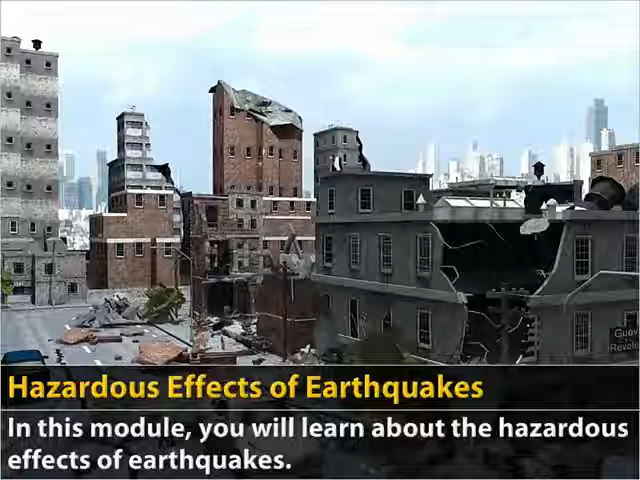 Hazardous Effects of Earthquakes
In this module, you will learn about the hazardous
effects of earthquakes.